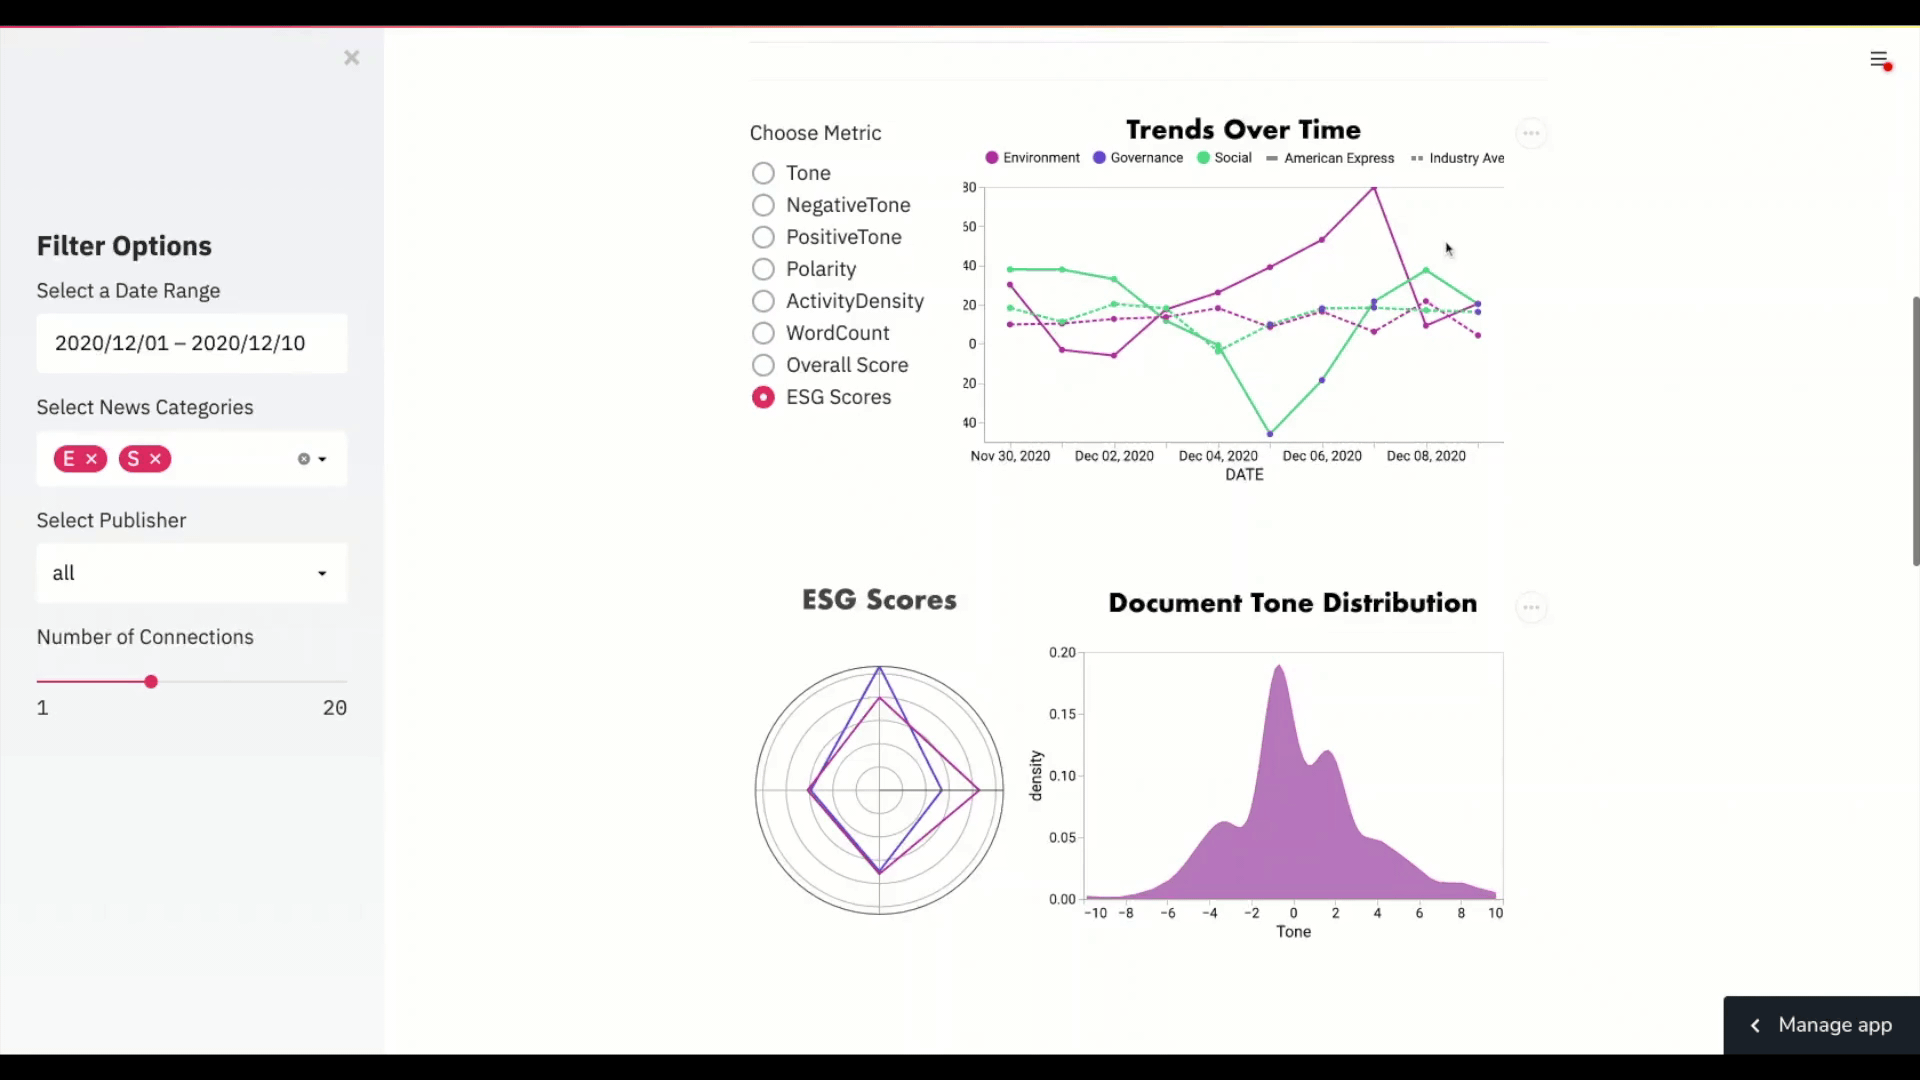 ×
Filter Options
Select a Date Range
2020/12/01 – 2020/12/10
Select News Categories
E × S ×
Select Publisher
all
Number of Connections
1 20
Choose Metric
Tone
NegativeTone
PositiveTone
Polarity
ActivityDensity
WordCount
Overall Score
ESG Scores
Trends Over Time
Environment Governance Social American Express Industry Ave
80
60
40
20
0
20
40
Nov 30, 2020 Dec 02, 2020 Dec 04, 2020 Dec 06, 2020 Dec 08, 2020
DATE
ESG Scores
Document Tone Distribution
0.20
0.15
0.10
0.05
0.00
density
−10 −8 −6 −4 −2 0 2 4 6 8 10
Tone
Manage app